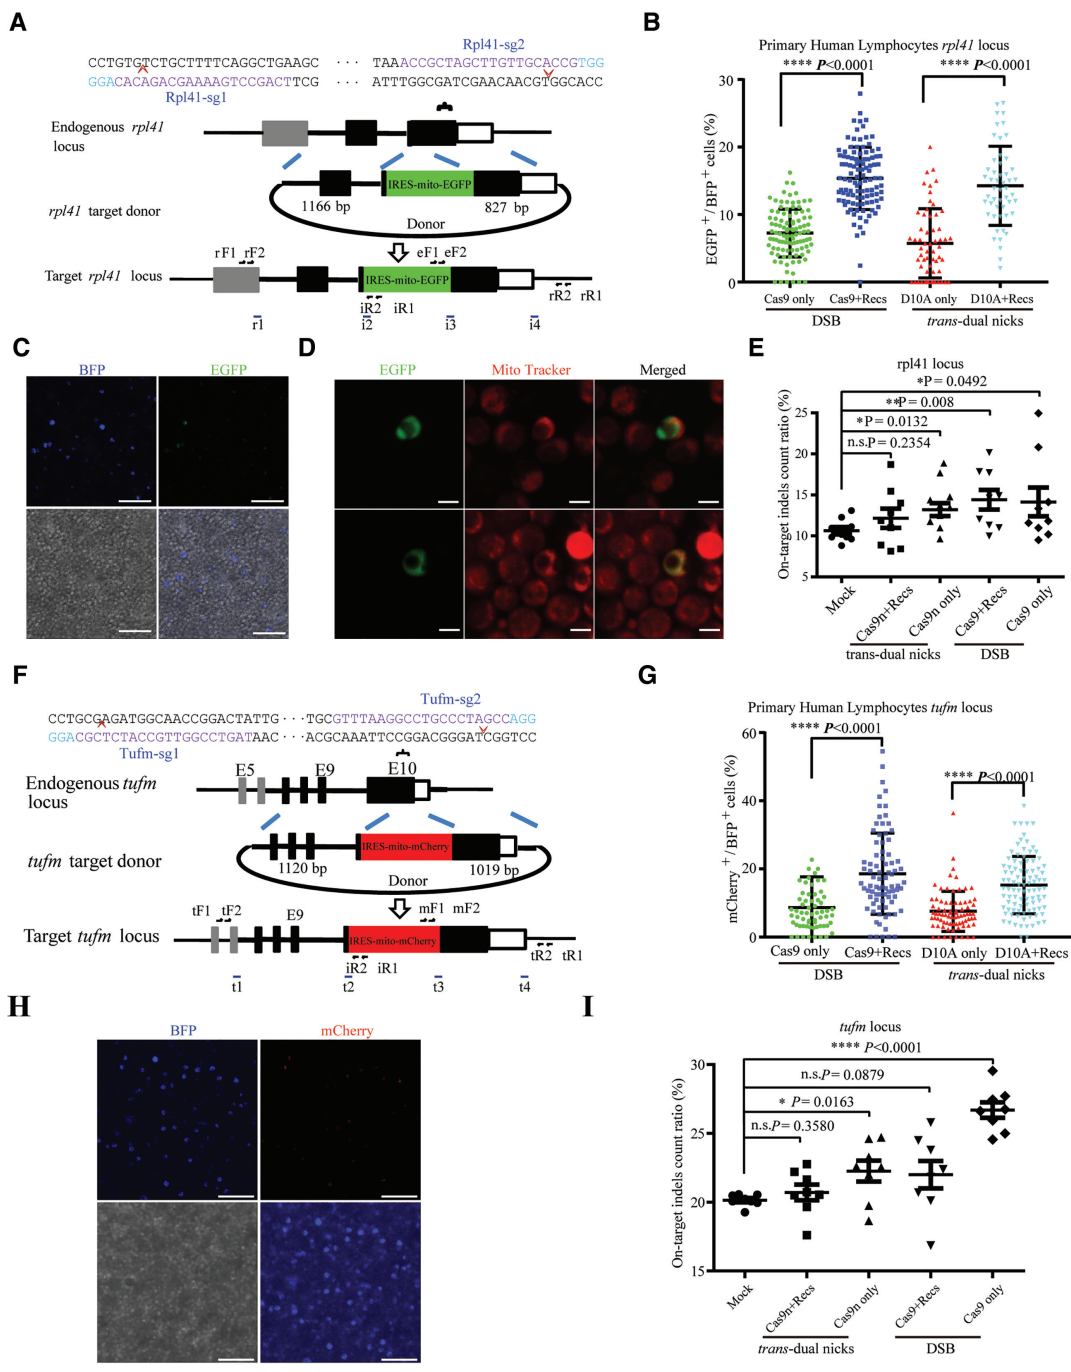 A
Rpl41-sg2
CCTGTGTCTGCTTTTCAGGCTGAAGC ··· TAAACCGCTAGCTTGTTGCACCGTGG
GGACACAGACGAAAAGTCCGACTTCG ··· ATTTGGCGATCGAACAACGTGGCACC
Rpl41-sg1
Endogenous rpl41
locus
IRES-mito-EGFP
1166 bp
827 bp
rpl41 target donor
Donor
rF1 rF2
eF1 eF2
Target rpl41 locus
IRES-mito-EGFP
iR2 iR1
rR2 rR1
r1
i2
i3
i4
B
Primary Human Lymphocytes rpl41 locus
**** P<0.0001
**** P<0.0001
EGFP+/BFP+ cells (%)
30
20
10
0
Cas9 only
Cas9+Recs
D10A only
D10A+Recs
DSB
trans-dual nicks
C
BFP
EGFP
D
EGFP
Mito Tracker
Merged
E
rpl41 locus
*P = 0.0492
**P = 0.008
*P = 0.0132
n.s.P = 0.2354
On-target indels count ratio (%)
25
20
15
10
5
Mock
Cas9n+Recs
Cas9n only
Cas9+Recs
Cas9 only
trans-dual nicks
DSB
F
Tufm-sg2
CCTGCGAGATGGCAACCGGACTATTG ··· TGCGTTTAAGGCCTGCCCTAGCCAGG
GGACGCTCTACCGTTGGCCTGATAAC ··· ACGCAAATTCCGGACGGGATCGGTCC
Tufm-sg1
E5
E9
E10
Endogenous tufm
locus
IRES-mito-mCherry
tufm target donor
1120 bp
1019 bp
Donor
tF1 tF2
E9
mF1 mF2
Target tufm locus
IRES-mito-mCherry
iR2 iR1
tR2 tR1
t1
t2
t3
t4
G
Primary Human Lymphocytes tufm locus
**** P<0.0001
**** P<0.0001
mCherry+/BFP+ cells (%)
60
40
20
0
Cas9 only
Cas9+Recs
D10A only
D10A+Recs
DSB
trans-dual nicks
H
BFP
mCherry
I
tufm locus
**** P<0.0001
n.s.P = 0.0879
* P = 0.0163
n.s.P = 0.3580
On-target indels count ratio (%)
30
25
20
15
Mock
Cas9n+Recs
Cas9n only
Cas9+Recs
Cas9 only
trans-dual nicks
DSB